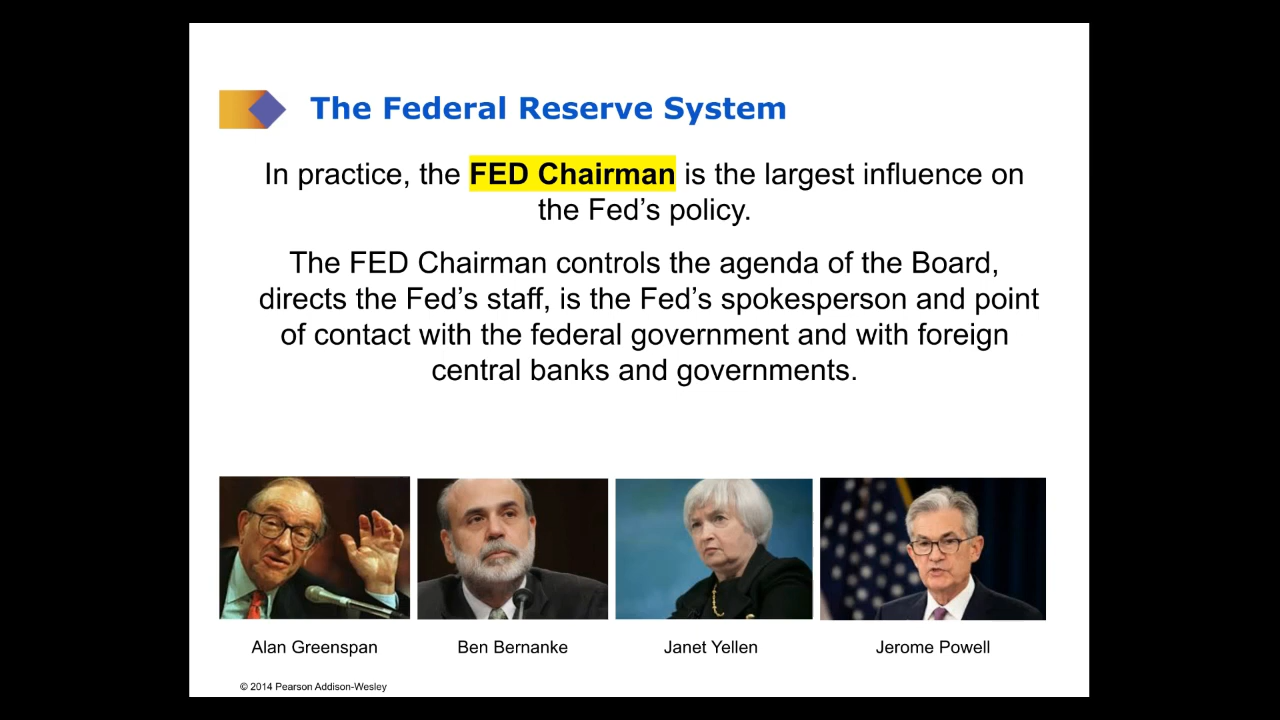 The Federal Reserve System
In practice, the FED Chairman is the largest influence on
the Fed’s policy.
The FED Chairman controls the agenda of the Board,
directs the Fed’s staff, is the Fed’s spokesperson and point
of contact with the federal government and with foreign
central banks and governments.
Alan Greenspan
Ben Bernanke
Janet Yellen
Jerome Powell
© 2014 Pearson Addison-Wesley